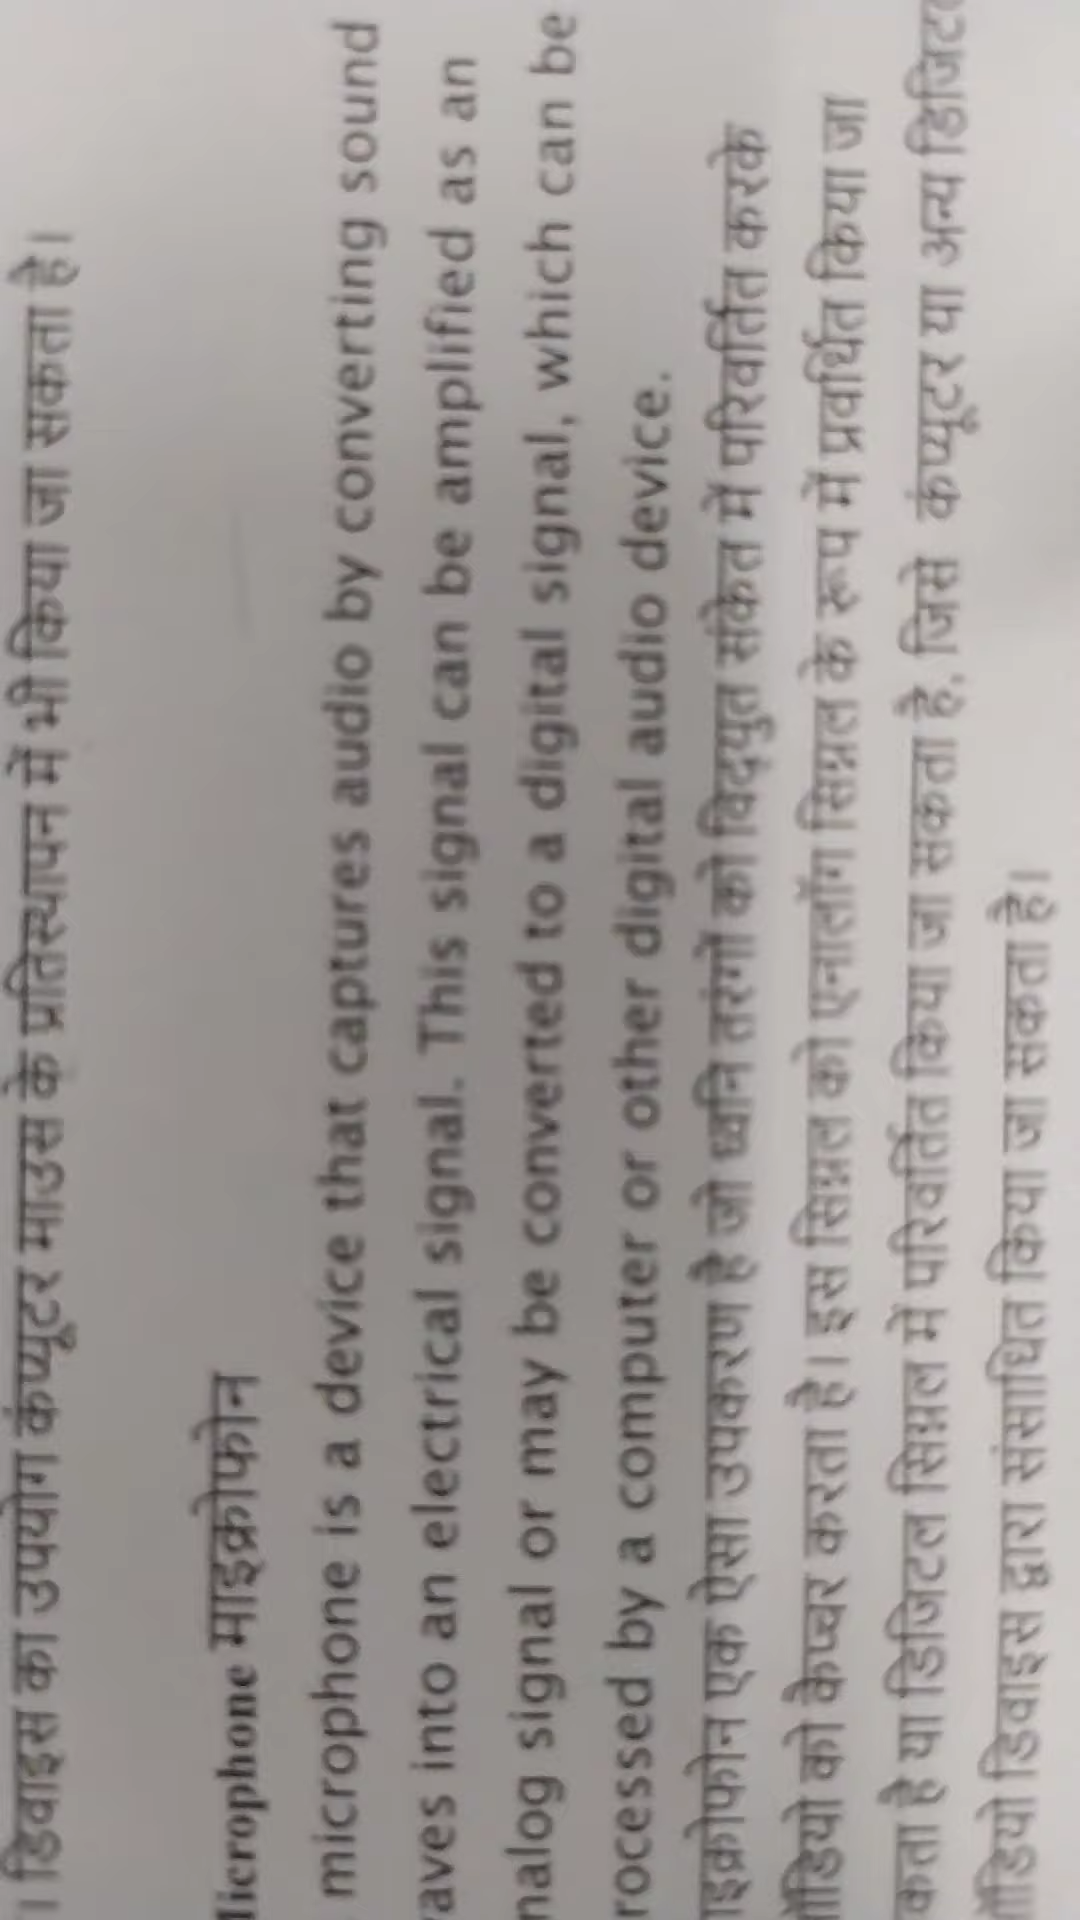 । डिवाइस का उपयोग कंप्यूटर माउस के प्रतिस्थापन में भी किया जा सकता है।
licrophone माइक्रोफोन
microphone is a device that captures audio by converting sound
aves into an electrical signal. This signal can be amplified as an
nalog signal or may be converted to a digital signal, which can be
rocessed by a computer or other digital audio device.
ाइक्रोफोन एक ऐसा उपकरण है जो ध्वनि तरंगों को विद्युत संकेत में परिवर्तित करके
ॉडियो को कैप्चर करता है। इस सिग्नल को एनालॉग सिग्नल के रूप में प्रवर्धित किया जा
कता है या डिजिटल सिग्नल में परिवर्तित किया जा सकता है, जिसे कंप्यूटर या अन्य डिजिटल
ॉडियो डिवाइस द्वारा संसाधित किया जा सकता है।